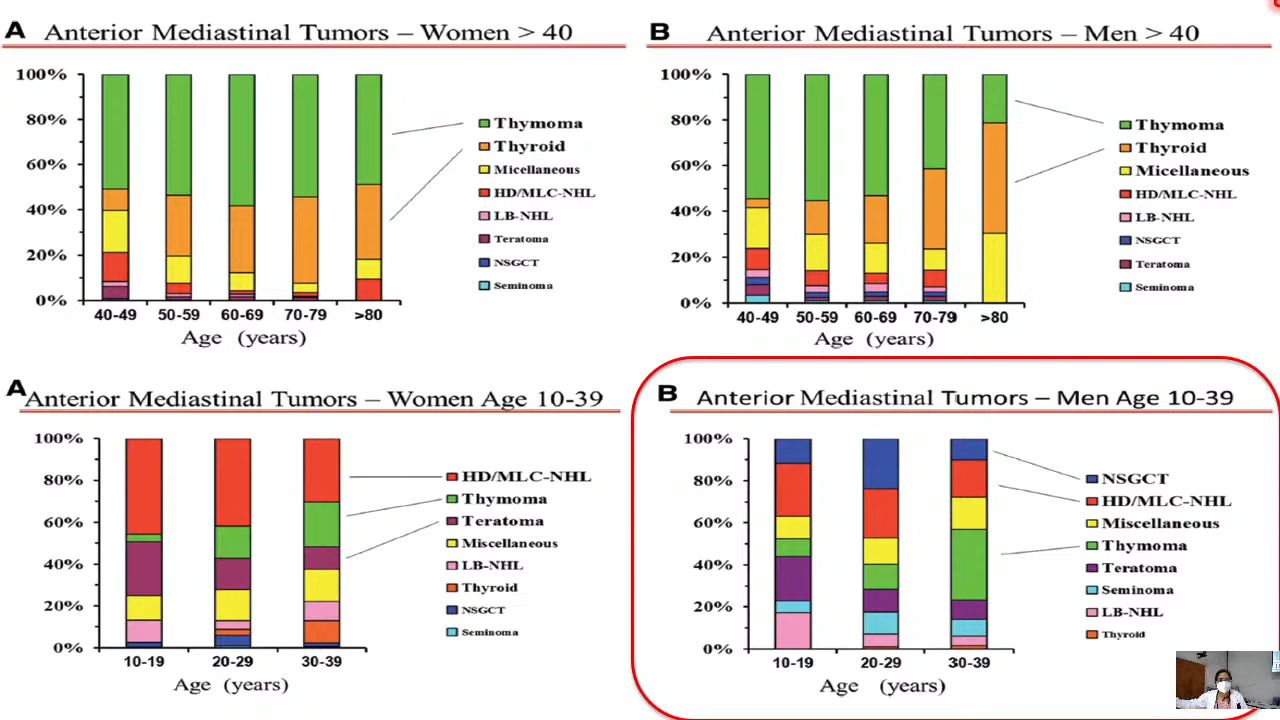 A Anterior Mediastinal Tumors – Women > 40
100%
80%
60%
40%
20%
0%
40-49 50-59 60-69 70-79 >80
Age (years)
Thymoma
Thyroid
Micellaneous
HD/MLC-NHL
LB-NHL
Teratoma
NSGCT
Seminoma
B Anterior Mediastinal Tumors – Men > 40
100%
80%
60%
40%
20%
0%
40-49 50-59 60-69 70-79 >80
Age (years)
Thymoma
Thyroid
Micellaneous
HD/MLC-NHL
LB-NHL
NSGCT
Teratoma
Seminoma
A Anterior Mediastinal Tumors – Women Age 10-39
100%
80%
60%
40%
20%
0%
10-19 20-29 30-39
Age (years)
HD/MLC-NHL
Thymoma
Teratoma
Miscellaneous
LB-NHL
Thyroid
NSGCT
Seminoma
B Anterior Mediastinal Tumors – Men Age 10-39
100%
80%
60%
40%
20%
0%
10-19 20-29 30-39
Age (years)
NSGCT
HD/MLC-NHL
Miscellaneous
Thymoma
Teratoma
Seminoma
LB-NHL
Thyroid